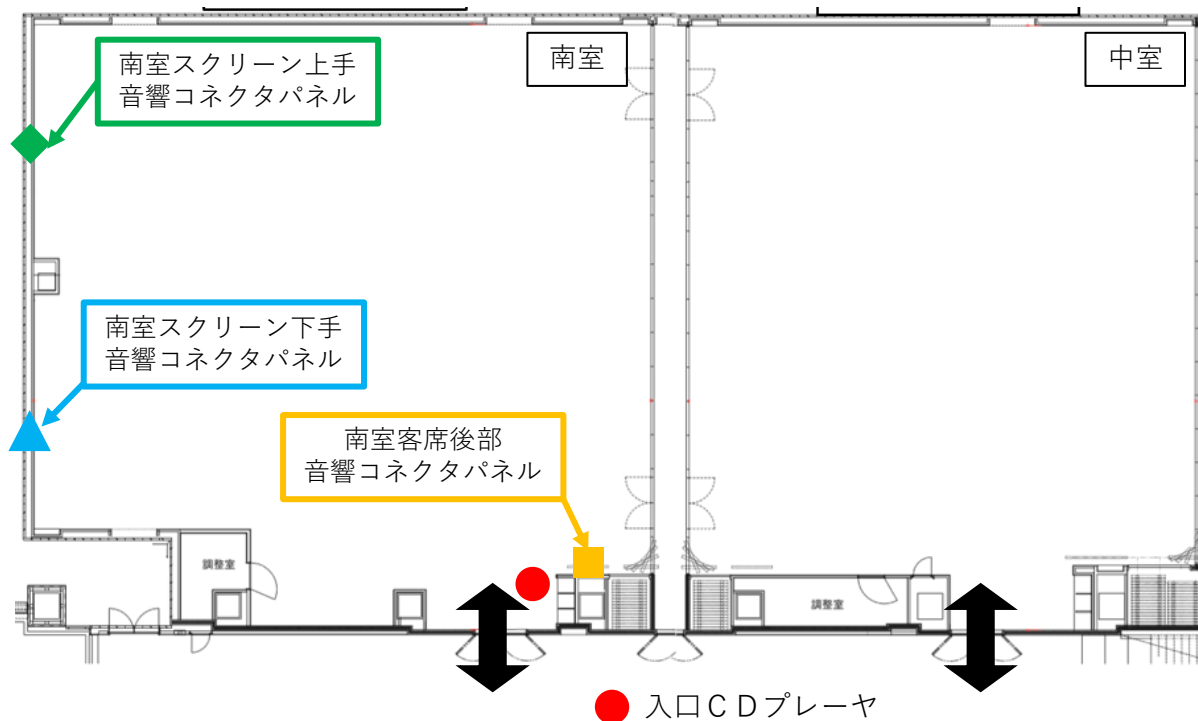 南室
中室
南室スクリーン上手
音響コネクタパネル
南室スクリーン下手
音響コネクタパネル
南室客席後部
音響コネクタパネル
調整室
調整室
入口ＣＤプレーヤ